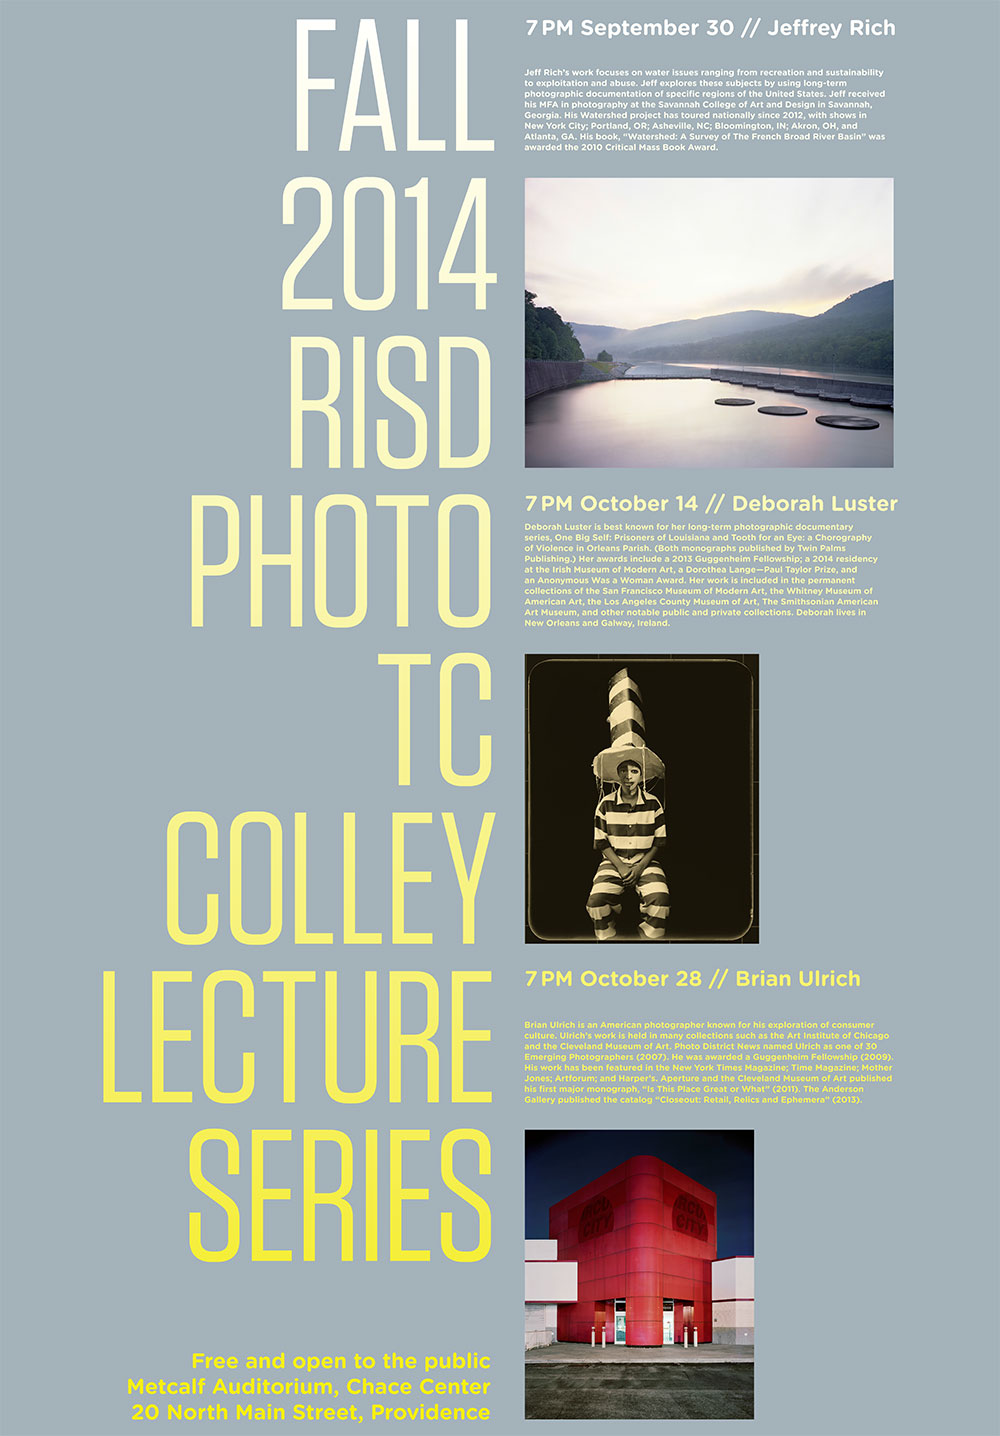 FALL
2014
RISD
PHOTO
TC
COLLEY
LECTURE
SERIES
Free and open to the public
Metcalf Auditorium, Chace Center
20 North Main Street, Providence
7 PM September 30 // Jeffrey Rich
Jeff Rich's work focuses on water issues ranging from recreation and sustainability
to exploitation and abuse. Jeff explores these subjects by using long-term
photographic documentation of specific regions of the United States. Jeff received
his MFA in photography at the Savannah College of Art and Design in Savannah,
Georgia. His Watershed project has toured nationally since 2012, with shows in
New York City; Portland, OR; Asheville, NC; Bloomington, IN; Akron, OH, and
Atlanta, GA. His book, "Watershed: A Survey of The French Broad River Basin" was
awarded the 2010 Critical Mass Book Award.
7 PM October 14 // Deborah Luster
Deborah Luster is best known for her long-term photographic documentary
series, One Big Self: Prisoners of Louisiana and Tooth for an Eye: a Chorography
of Violence in Orleans Parish. (Both monographs published by Twin Palms
Publishing.) Her awards include a 2013 Guggenheim Fellowship; a 2014 residency
at the Irish Museum of Modern Art, a Dorothea Lange—Paul Taylor Prize, and
an Anonymous Was a Woman Award. Her work is included in the permanent
collections of the San Francisco Museum of Modern Art, the Whitney Museum of
American Art, the Los Angeles County Museum of Art, The Smithsonian American
Art Museum, and other notable public and private collections. Deborah lives in
New Orleans and Galway, Ireland.
7 PM October 28 // Brian Ulrich
Brian Ulrich is an American photographer known for his exploration of consumer
culture. Ulrich's work is held in many collections such as the Art Institute of Chicago
and the Cleveland Museum of Art. Photo District News named Ulrich as one of 30
Emerging Photographers (2007). He was awarded a Guggenheim Fellowship (2009).
His work has been featured in the New York Times Magazine; Time Magazine; Mother
Jones; Artforum; and Harper's. Aperture and the Cleveland Museum of Art published
his first major monograph, "Is This Place Great or What" (2011). The Anderson
Gallery published the catalog "Closeout: Retail, Relics and Ephemera" (2013).
CITY
CITY